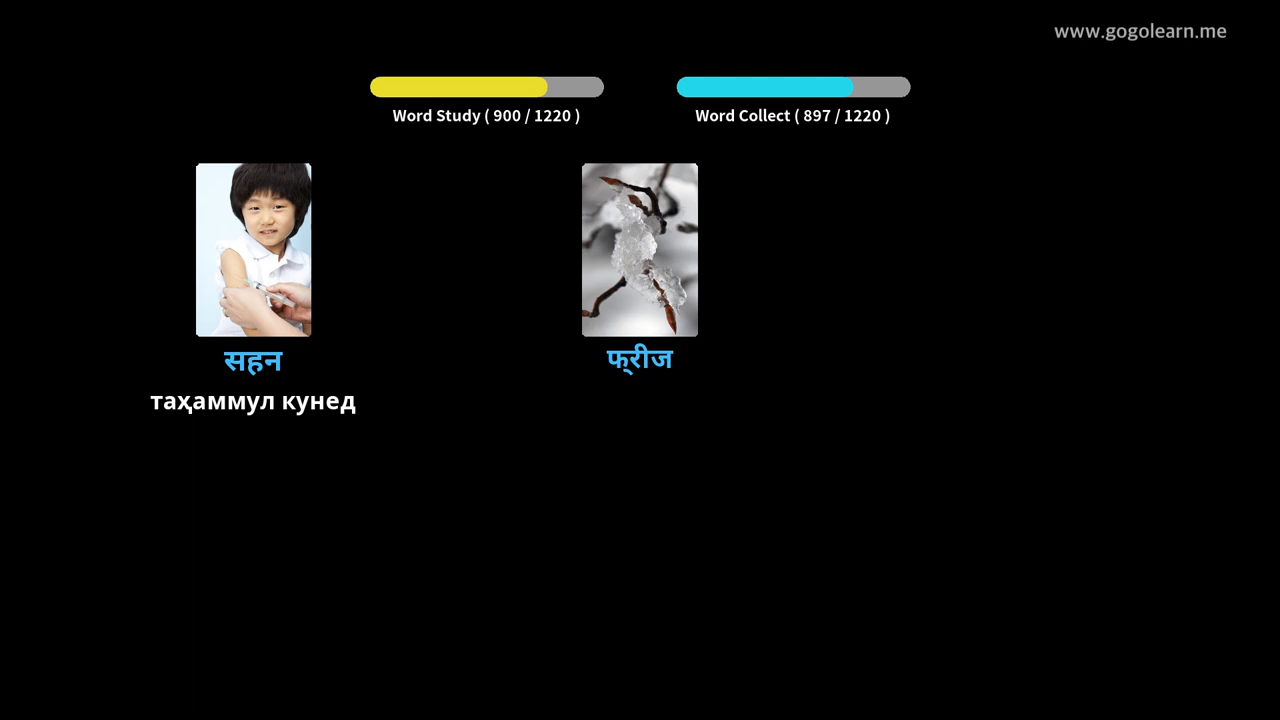 www.gogolearn.me
Word Study ( 900 / 1220 )
Word Collect ( 897 / 1220 )
सहन
таҳаммул кунед
फ्रीज